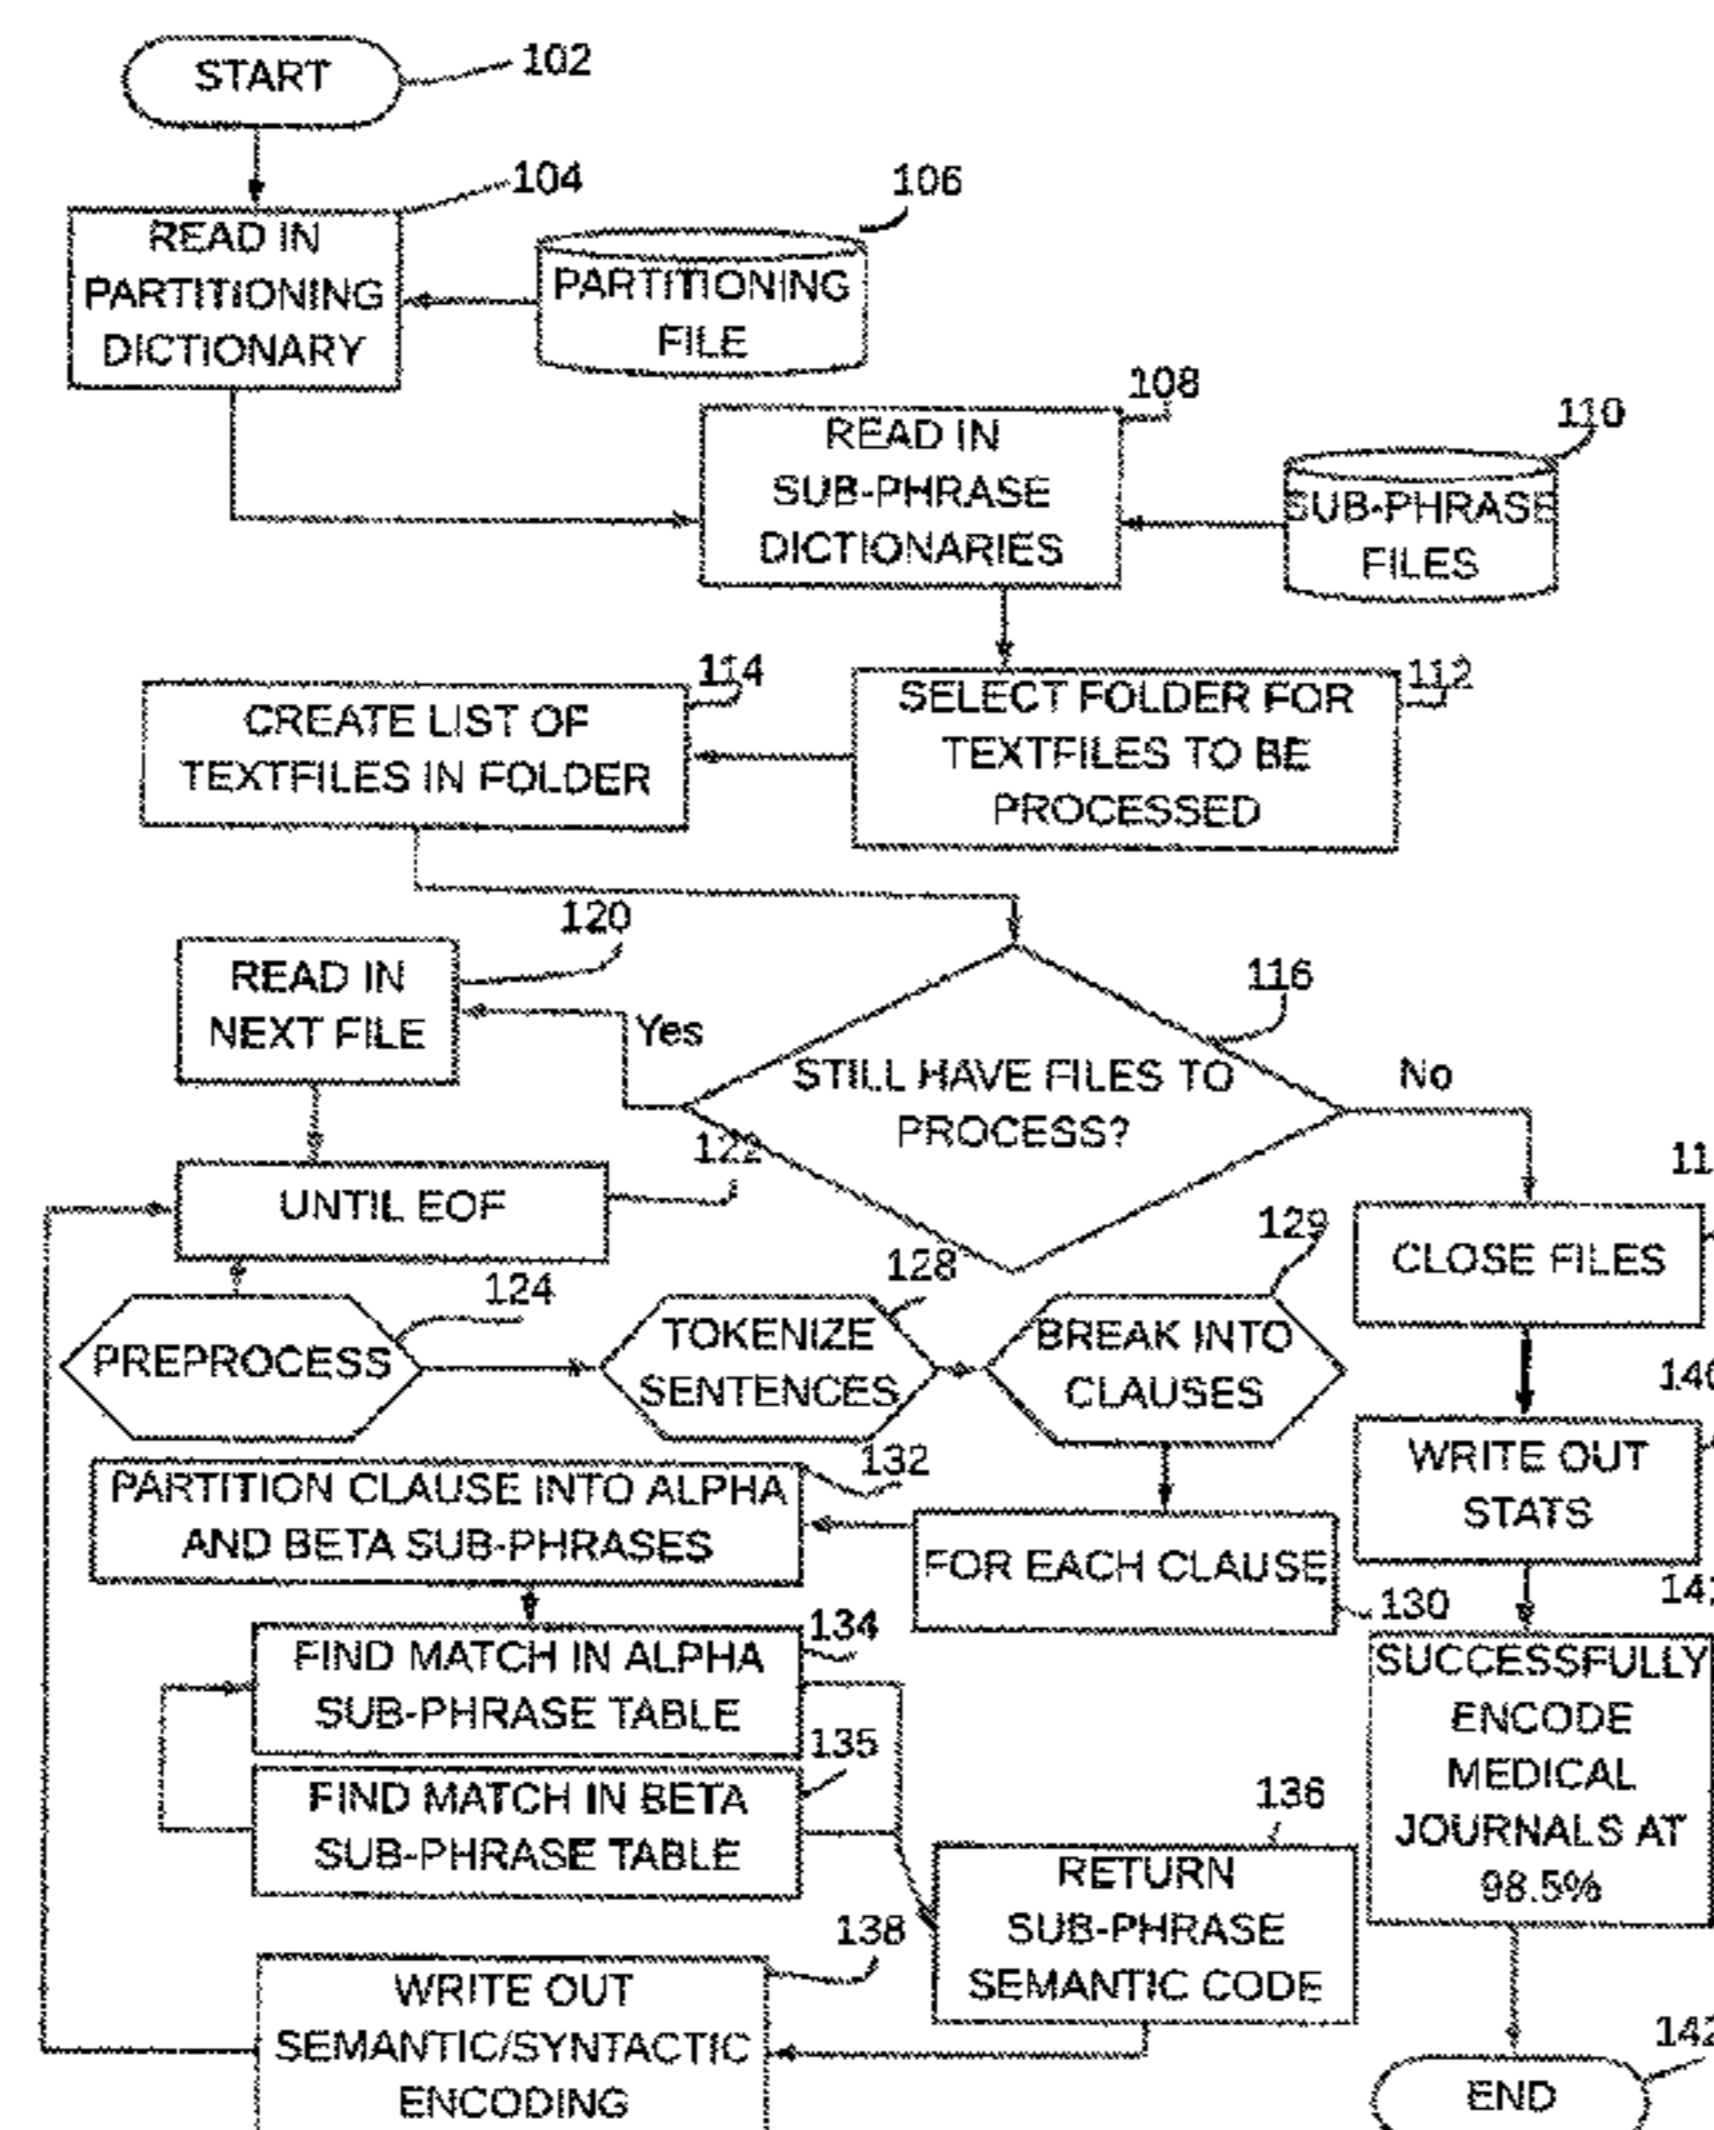 START
102
104
READ IN
PARTITIONING
DICTIONARY
106
PARTITIONING
FILE
108
READ IN
SUB-PHRASE
DICTIONARIES
110
SUB-PHRASE
FILES
114
CREATE LIST OF
TEXTFILES IN FOLDER
112
SELECT FOLDER FOR
TEXTFILES TO BE
PROCESSED
120
READ IN
NEXT FILE
Yes
116
STILL HAVE FILES TO
PROCESS?
No
122
UNTIL EOF
11
CLOSE FILES
124
PREPROCESS
128
TOKENIZE
SENTENCES
129
BREAK INTO
CLAUSES
140
WRITE OUT
STATS
132
PARTITION CLAUSE INTO ALPHA
AND BETA SUB-PHRASES
FOR EACH CLAUSE
130
134
FIND MATCH IN ALPHA
SUB-PHRASE TABLE
135
FIND MATCH IN BETA
SUB-PHRASE TABLE
136
RETURN
SUB-PHRASE
SEMANTIC CODE
14
SUCCESSFULLY
ENCODE
MEDICAL
JOURNALS AT
98.5%
138
WRITE OUT
SEMANTIC/SYNTACTIC
ENCODING
142
END